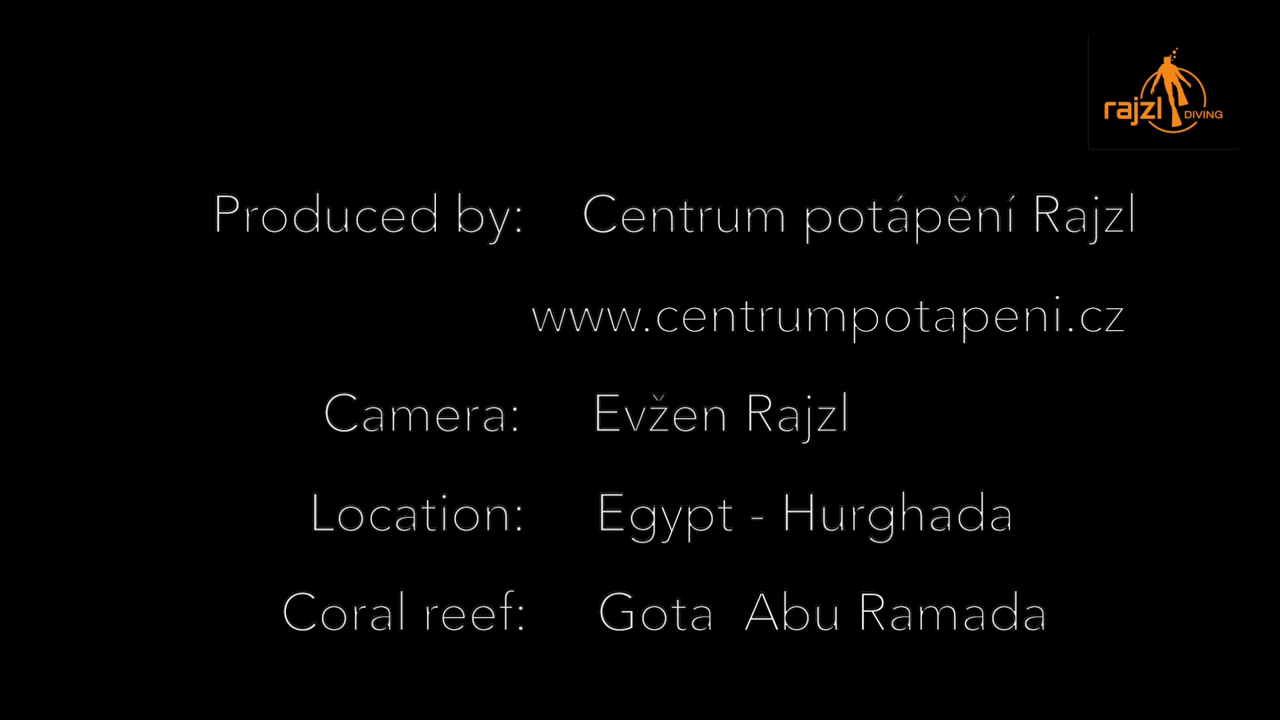 rajzl DIVING
Produced by: Centrum potápění Rajzl
www.centrumpotapeni.cz
Camera: Evžen Rajzl
Location: Egypt - Hurghada
Coral reef: Gota Abu Ramada